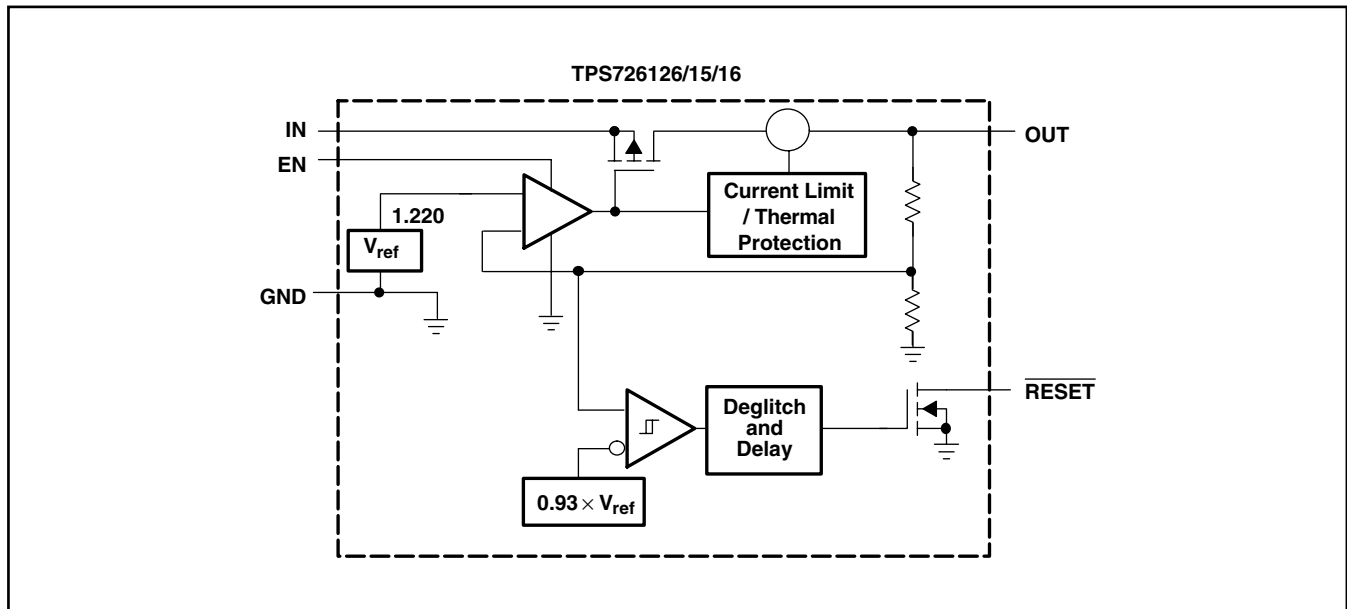 TPS726126/15/16
IN
OUT
EN
Current Limit
/ Thermal
Protection
1.220
Vref
GND
RESET
Deglitch
and
Delay
0.93 × Vref